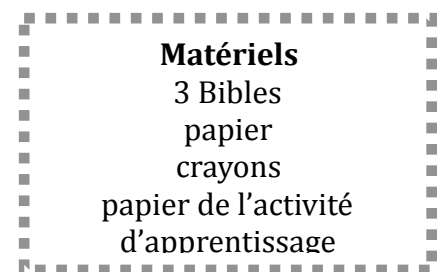 Matériels
3 Bibles
papier
crayons
papier de l’activité
d’apprentissage